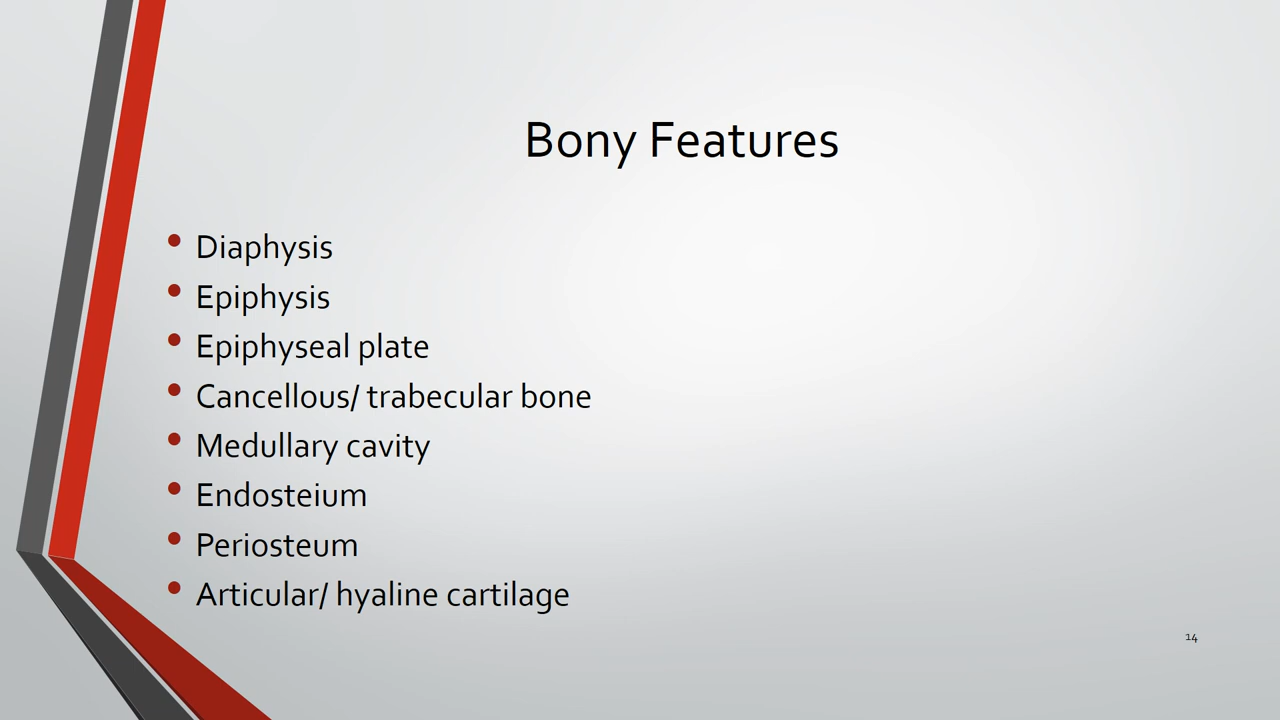 Bony Features
• Diaphysis
• Epiphysis
• Epiphyseal plate
• Cancellous/ trabecular bone
• Medullary cavity
• Endosteium
• Periosteum
• Articular/ hyaline cartilage
14